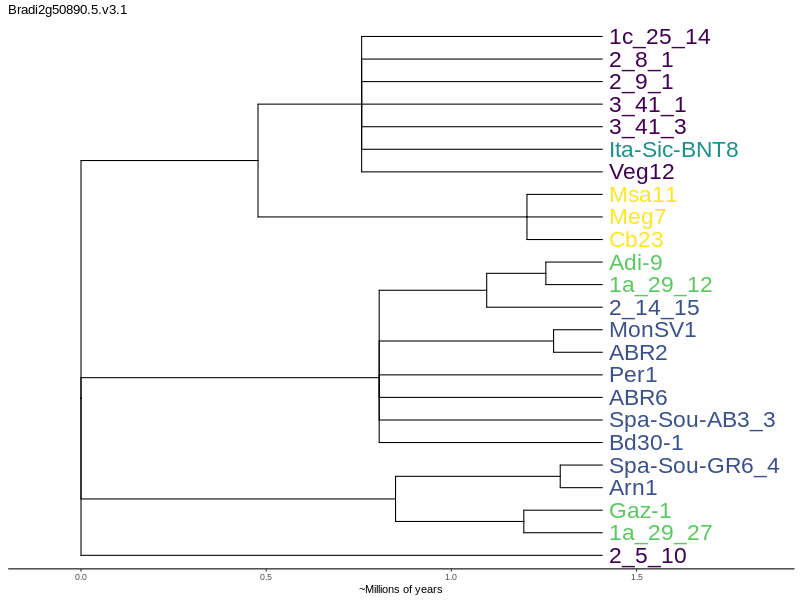 Bradi2g50890.5.v3.1
1c_25_14
2_8_1
2_9_1
3_41_1
3_41_3
Ita-Sic-BNT8
Veg12
Msa11
Meg7
Cb23
Adi-9
1a_29_12
2_14_15
MonSV1
ABR2
Per1
ABR6
Spa-Sou-AB3_3
Bd30-1
Spa-Sou-GR6_4
Arn1
Gaz-1
1a_29_27
2_5_10
0.0 0.5 1.0 1.5
~Millions of years